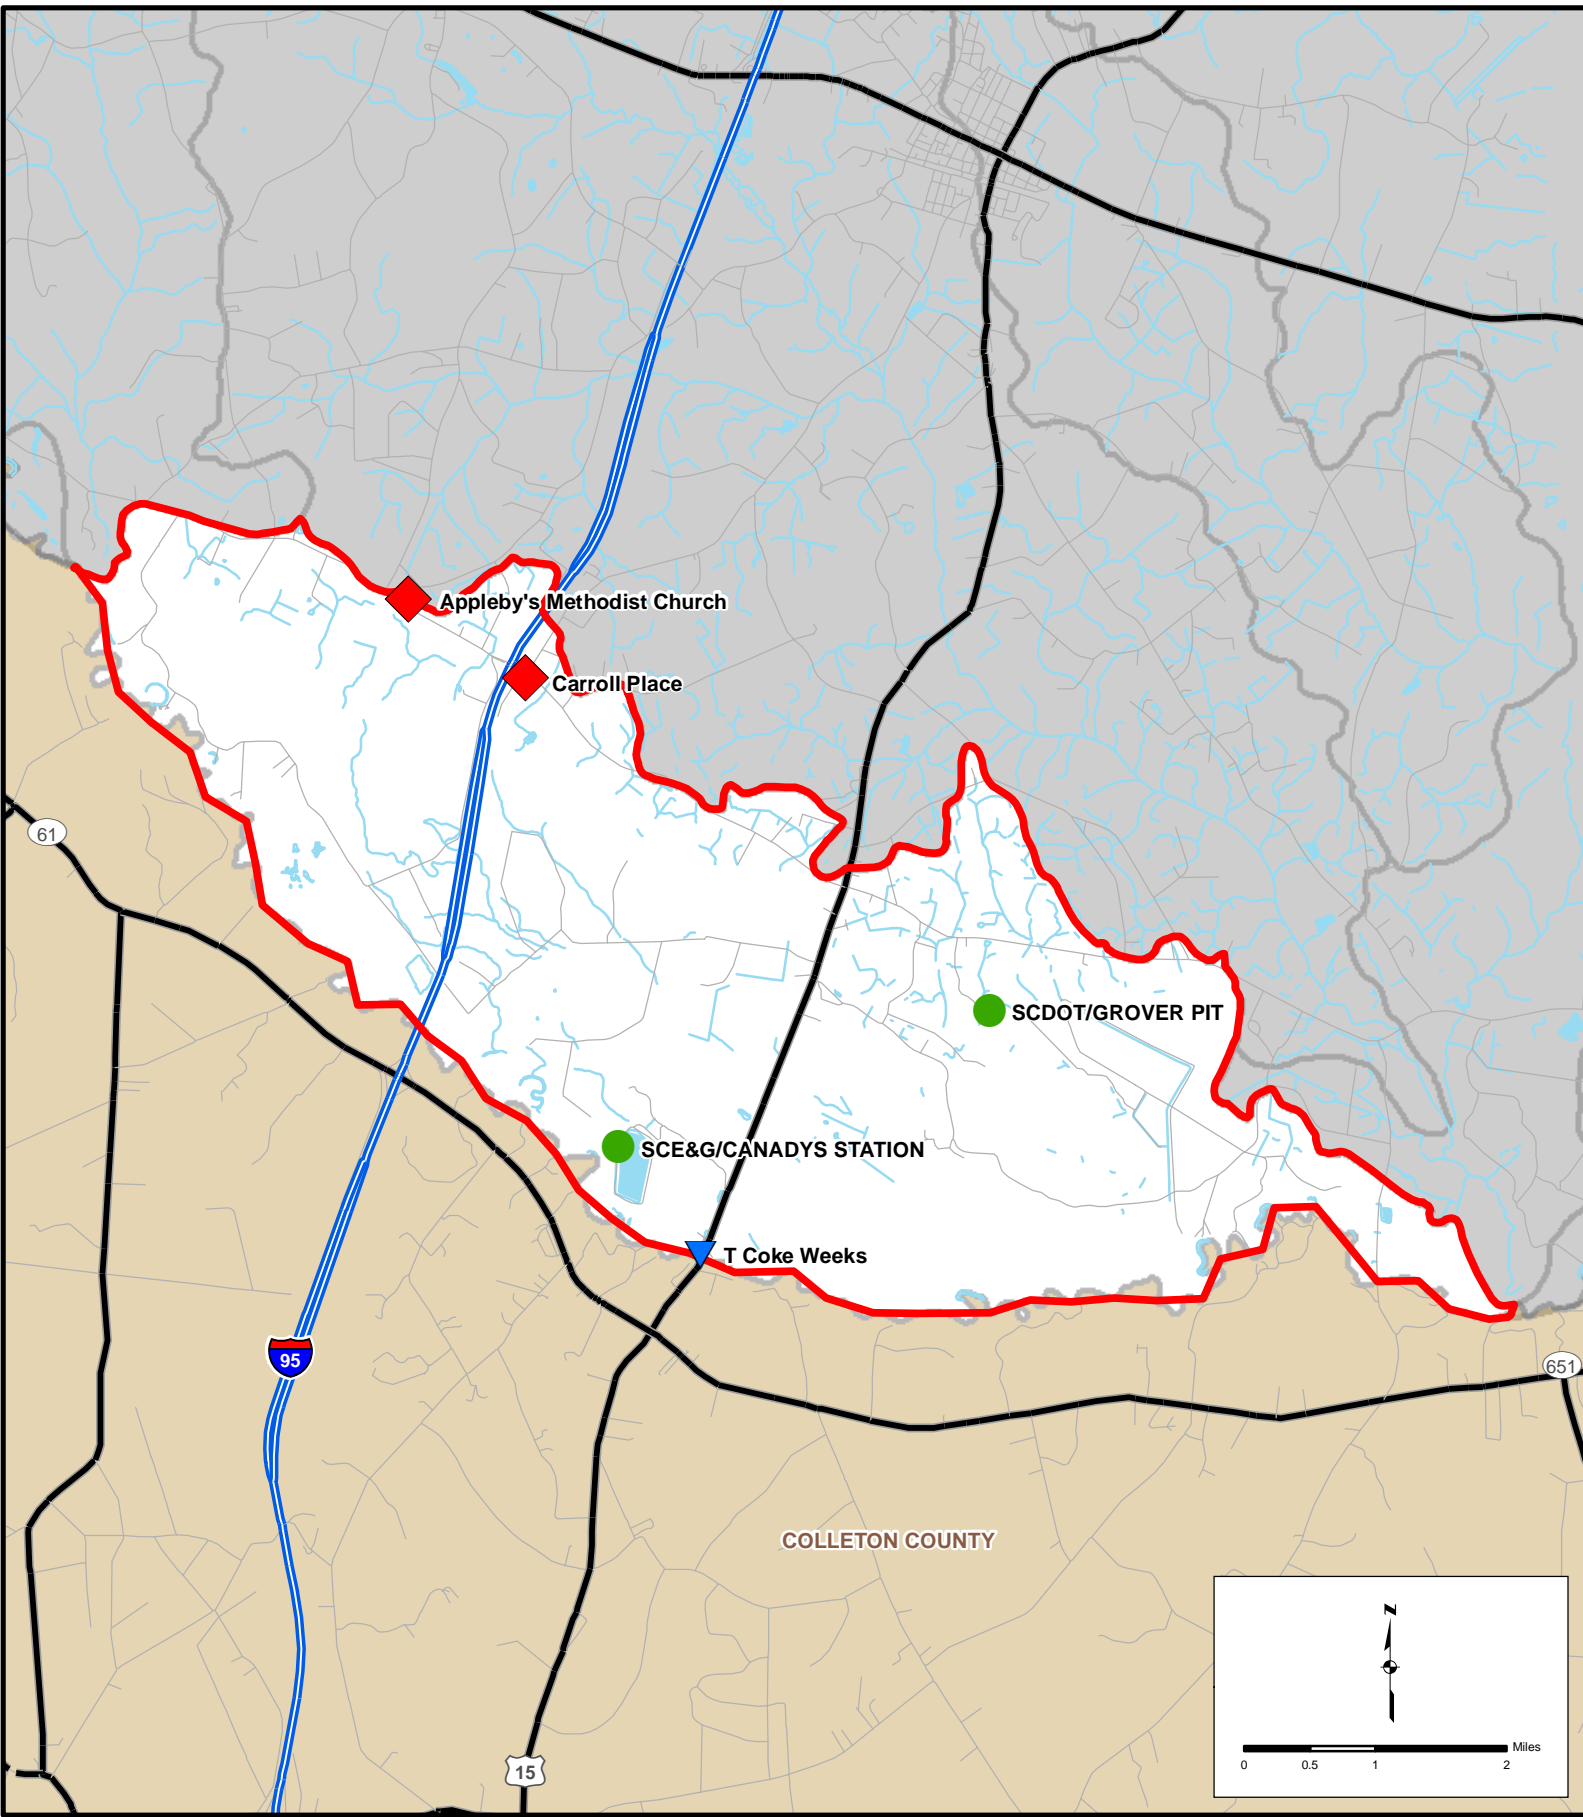 Appleby's Methodist Church
Carroll Place
61
SCDOT/GROVER PIT
SCE&G/CANADYS STATION
T Coke Weeks
95
651
COLLETON COUNTY
N
Miles
0 0.5 1 2
15